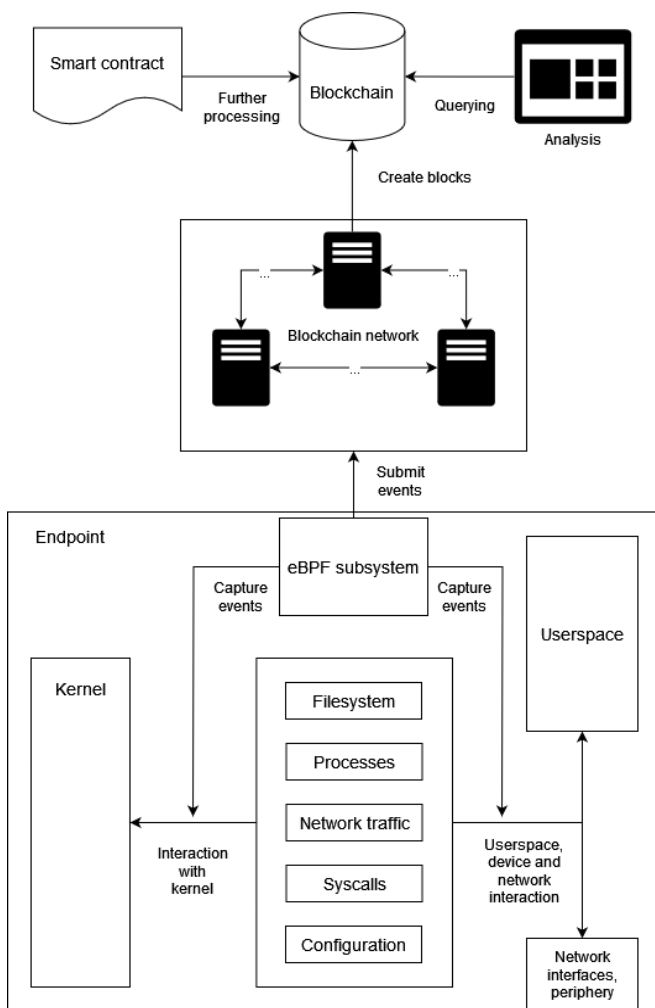 Smart contract
Further
processing
Blockchain
Querying
Analysis
Create blocks
...
...
Blockchain network
...
Submit
events
Endpoint
eBPF subsystem
Capture
events
Capture
events
Userspace
Kernel
Filesystem
Processes
Network traffic
Syscalls
Configuration
Interaction
with
kernel
Userspace,
device and
network
interaction
Network
interfaces,
periphery